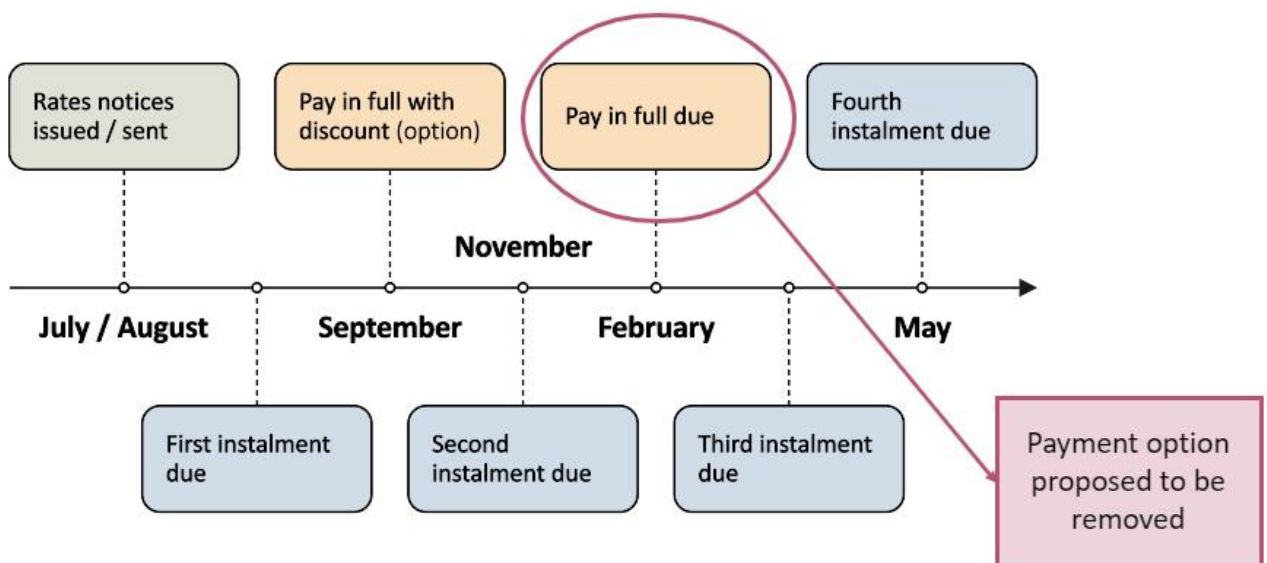 Rates notices
issued / sent
Pay in full with
discount (option)
Pay in full due
Fourth
instalment due
November
July / August
September
February
May
First instalment
due
Second
instalment due
Third instalment
due
Payment option
proposed to be
removed